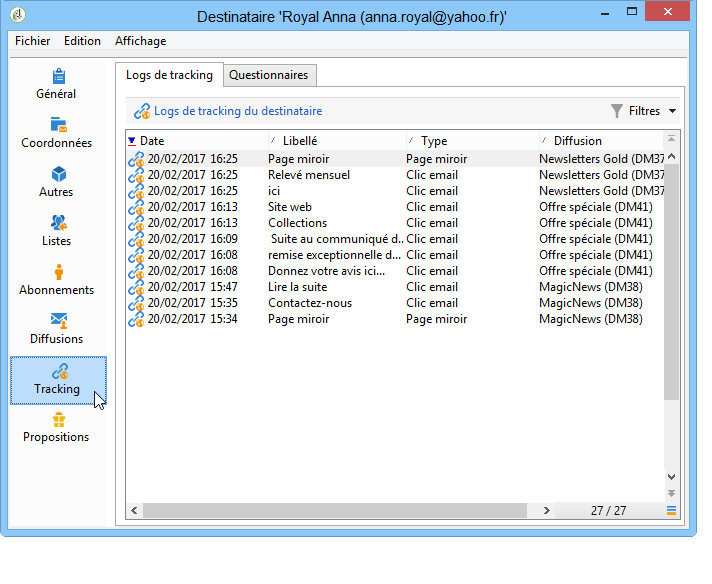 Destinataire 'Royal Anna (anna.royal@yahoo.fr)'
Fichier Edition Affichage
Général
Coordonnées
Autres
Listes
Abonnements
Diffusions
Tracking
Propositions
Logs de tracking Questionnaires
Logs de tracking du destinataire Filtres
Date Libellé Type Diffusion
20/02/2017 16:25 Page miroir Page miroir Newsletters Gold (DM37
20/02/2017 16:25 Relevé mensuel Clic email Newsletters Gold (DM37
20/02/2017 16:25 ici Clic email Newsletters Gold (DM37
20/02/2017 16:13 Site web Clic email Offre spéciale (DM41)
20/02/2017 16:13 Collections Clic email Offre spéciale (DM41)
20/02/2017 16:09 Suite au communiqué d... Clic email Offre spéciale (DM41)
20/02/2017 16:08 remise exceptionnelle d... Clic email Offre spéciale (DM41)
20/02/2017 16:08 Donnez votre avis ici... Clic email Offre spéciale (DM41)
20/02/2017 15:47 Lire la suite Clic email MagicNews (DM38)
20/02/2017 15:35 Contactez-nous Clic email MagicNews (DM38)
20/02/2017 15:34 Page miroir Page miroir MagicNews (DM38)
27 / 27